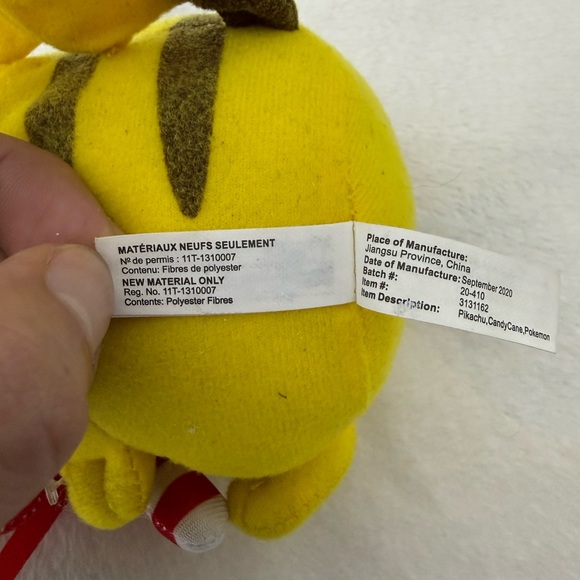 MATÉRIAUX NEUFS SEULEMENT
Nº de permis : 11T-1310007
Contenu: Fibres de polyester
NEW MATERIAL ONLY
Reg. No. 11T-1310007
Contents: Polyester Fibres
Place of Manufacture:
Jiangsu Province, China
Date of Manufacture: September 2020
Batch #: 20-410
Item #: 3131162
Item Description: Pikachu,CandyCane,Pokemon